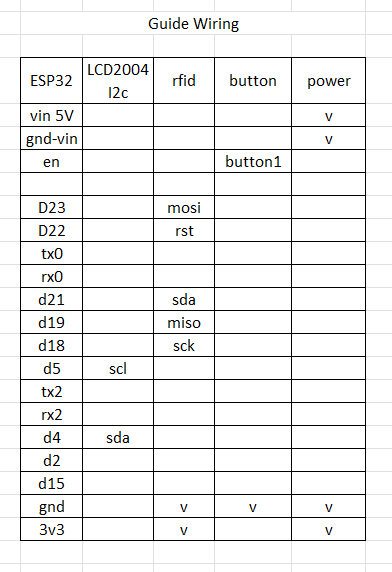 Guide Wiring
ESP32 LCD2004 I2c rfid button power
vin 5V v
gnd-vin v
en button1
D23 mosi
D22 rst
tx0
rx0
d21 sda
d19 miso
d18 sck
d5 scl
tx2
rx2
d4 sda
d2
d15
gnd v v v
3v3 v v